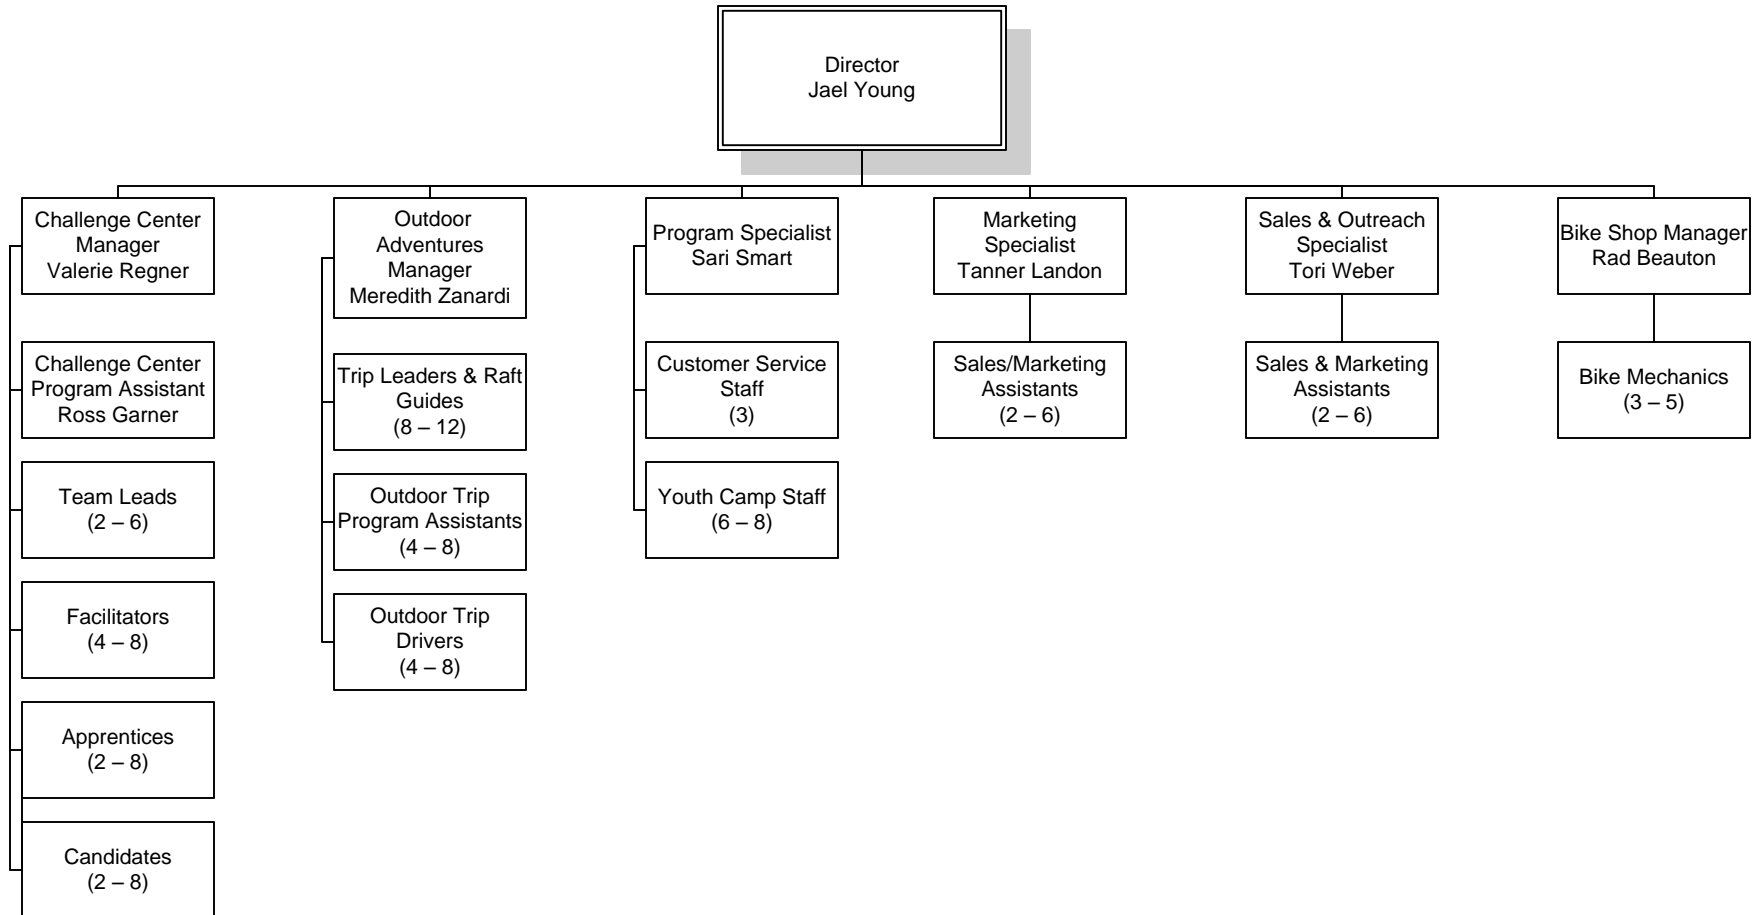 Director
Jael Young
Challenge Center
Manager
Valerie Regner
Challenge Center
Program Assistant
Ross Garner
Team Leads
(2 – 6)
Facilitators
(4 – 8)
Apprentices
(2 – 8)
Candidates
(2 – 8)
Outdoor
Adventures
Manager
Meredith Zanardi
Trip Leaders & Raft
Guides
(8 – 12)
Outdoor Trip
Program Assistants
(4 – 8)
Outdoor Trip
Drivers
(4 – 8)
Program Specialist
Sari Smart
Customer Service
Staff
(3)
Youth Camp Staff
(6 – 8)
Marketing
Specialist
Tanner Landon
Sales/Marketing
Assistants
(2 – 6)
Sales & Outreach
Specialist
Tori Weber
Sales & Marketing
Assistants
(2 – 6)
Bike Shop Manager
Rad Beauton
Bike Mechanics
(3 – 5)